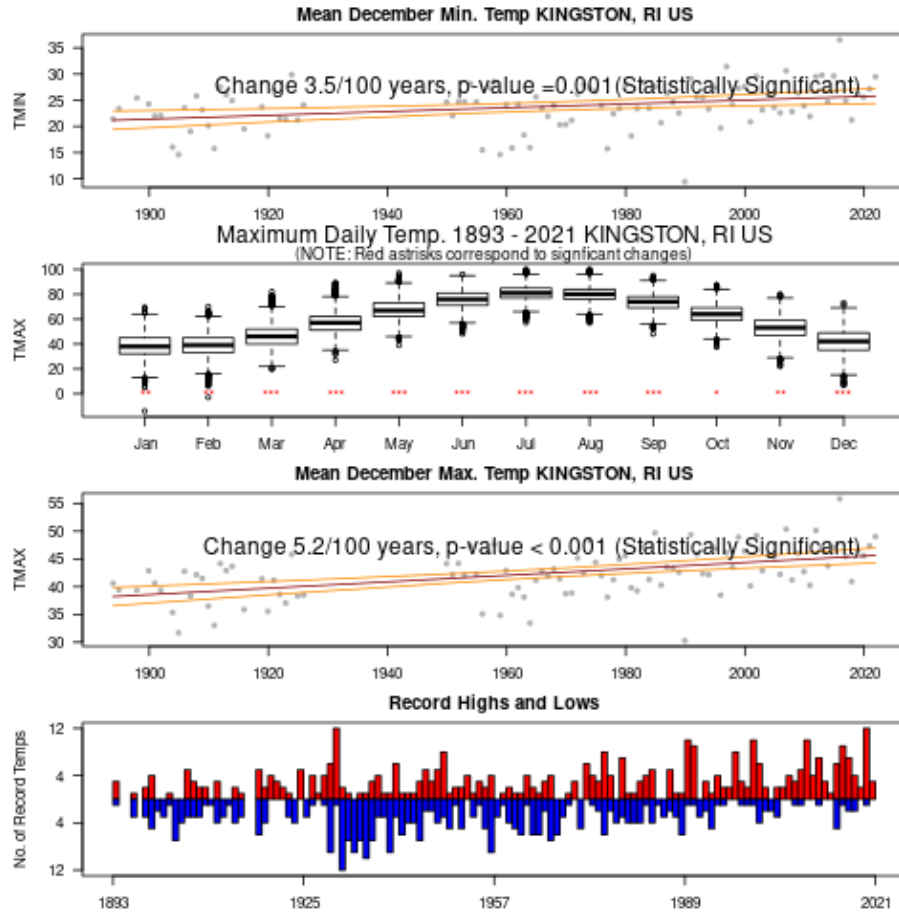 Mean December Min. Temp KINGSTON, RI US
Change 3.5/100 years, p-value =0.001(Statistically Significant)
TMIN
35
30
25
20
15
10
1900 1920 1940 1960 1980 2000 2020
Maximum Daily Temp. 1893 - 2021 KINGSTON, RI US
(NOTE: Red astrisks correspond to signficant changes)
TMAX
100
80
60
40
20
0
** ** *** *** *** *** *** *** *** * ** ***
Jan Feb Mar Apr May Jun Jul Aug Sep Oct Nov Dec
Mean December Max. Temp KINGSTON, RI US
Change 5.2/100 years, p-value < 0.001 (Statistically Significant)
TMAX
55
50
45
40
35
30
1900 1920 1940 1960 1980 2000 2020
Record Highs and Lows
No. of Record Temps
12
4
4
12
1893 1925 1957 1989 2021